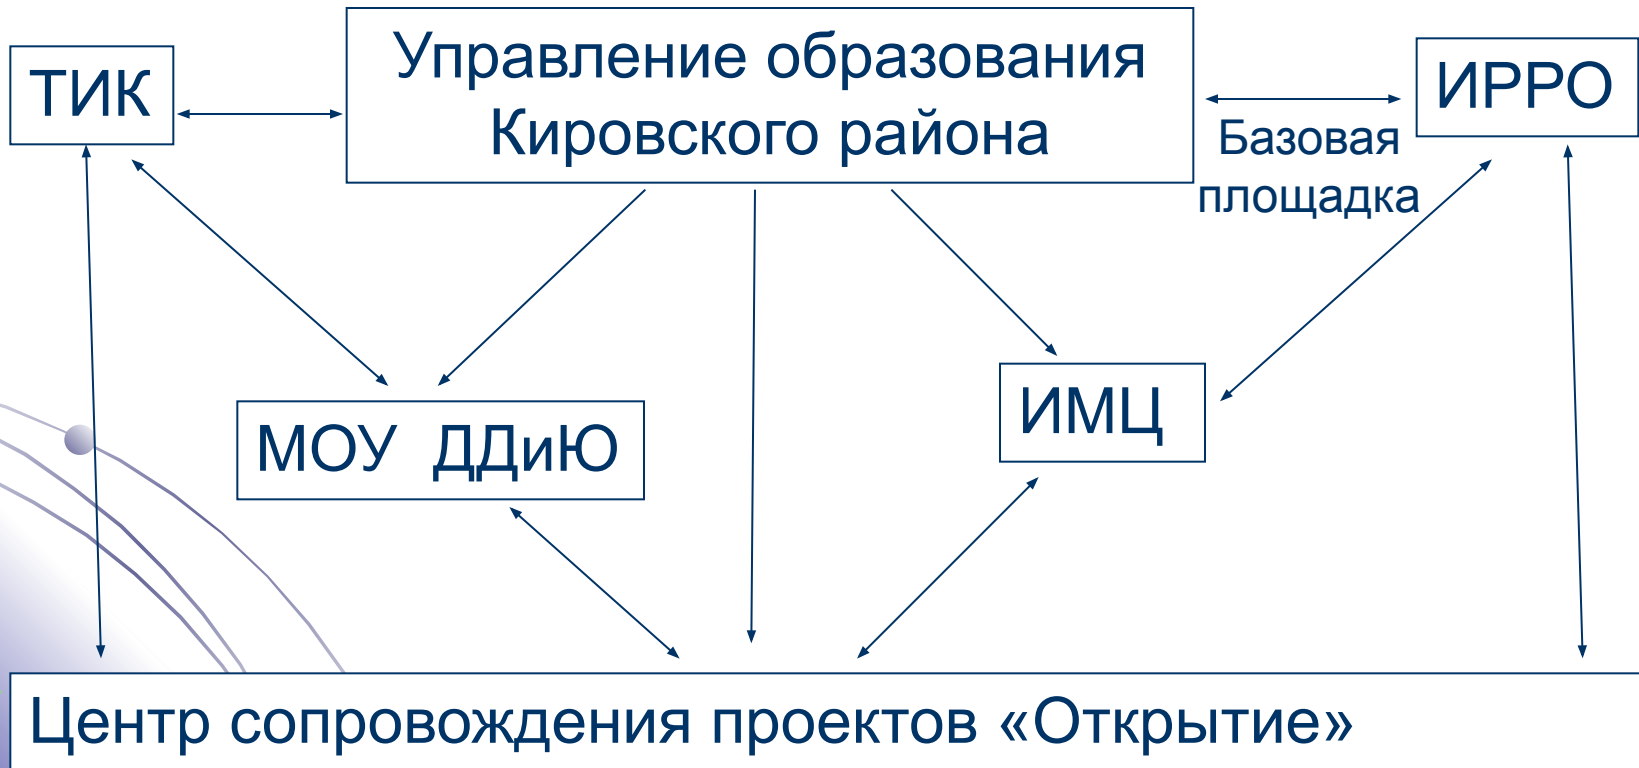 ТИК
Управление образования
Кировского района
ИРРО
Базовая
площадка
МОУ  ДДиЮ
ИМЦ
Центр сопровождения проектов «Открытие»